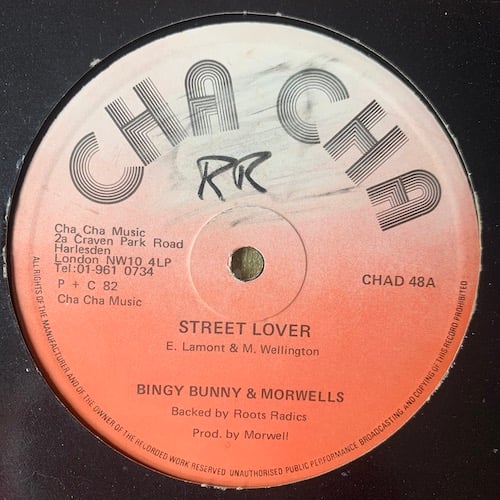 CHA CHA
RR
Cha Cha Music
2a Craven Park Road
Harlesden
London NW10 4LP
Tel:01-961 0734
P + C 82
Cha Cha Music
CHAD 48A
STREET LOVER
E. Lamont & M. Wellington
BINGY BUNNY & MORWELLS
Backed by Roots Radics
Prod. by Morwell
ALL RIGHTS OF THE MANUFACTURER AND OF THE OWNER OF THE RECORDED WORK RESERVED UNAUTHORISED PUBLIC PERFORMANCE BROADCASTING AND COPYING OF THIS RECORD PROHIBITED